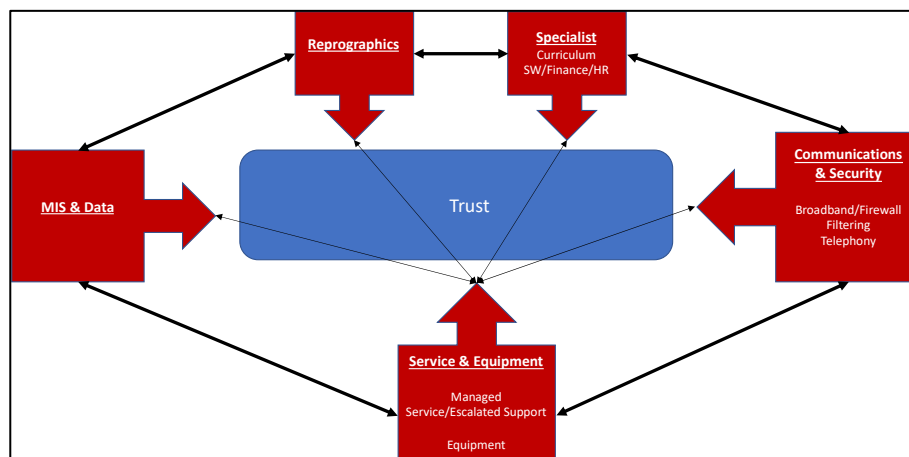 Reprographics
Specialist
Curriculum
SW/Finance/HR
MIS & Data
Trust
Communications
& Security
Broadband/Firewall
Filtering
Telephony
Service & Equipment
Managed
Service/Escalated Support
Equipment